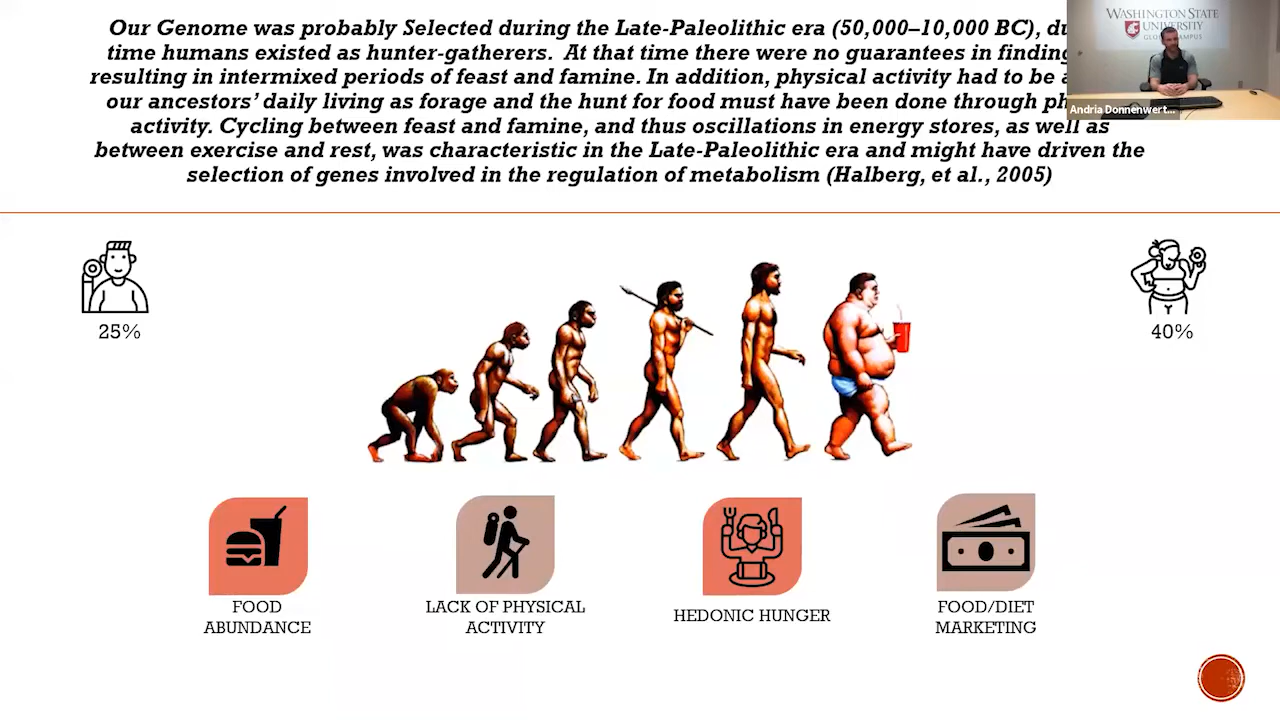 Our Genome was probably Selected during the Late-Paleolithic era (50,000–10,000 BC),
time humans existed as hunter-gatherers. At that time there were no guarantees in finding
resulting in intermixed periods of feast and famine. In addition, physical activity had to be
our ancestors' daily living as forage and the hunt for food must have been done through
activity. Cycling between feast and famine, and thus oscillations in energy stores, as well as
between exercise and rest, was characteristic in the Late-Paleolithic era and might have driven the
selection of genes involved in the regulation of metabolism (Halberg, et al., 2005)
WASHINGTON STATE
UNIVERSITY
Andria Donnenwert...
25%
40%
FOOD
ABUNDANCE
LACK OF PHYSICAL
ACTIVITY
HEDONIC HUNGER
FOOD/DIET
MARKETING